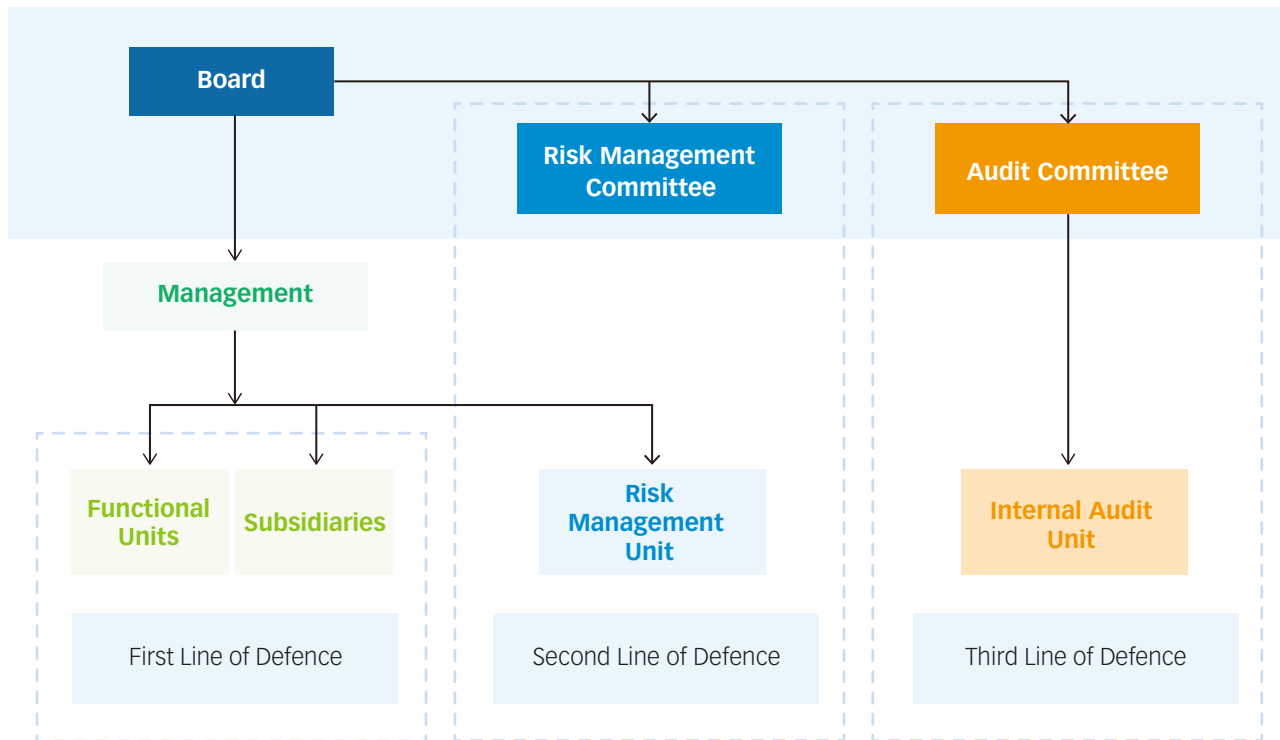 Board
Risk Management
Committee
Audit Committee
Management
Functional
Units
Subsidiaries
Risk
Management
Unit
Internal Audit
Unit
First Line of Defence
Second Line of Defence
Third Line of Defence